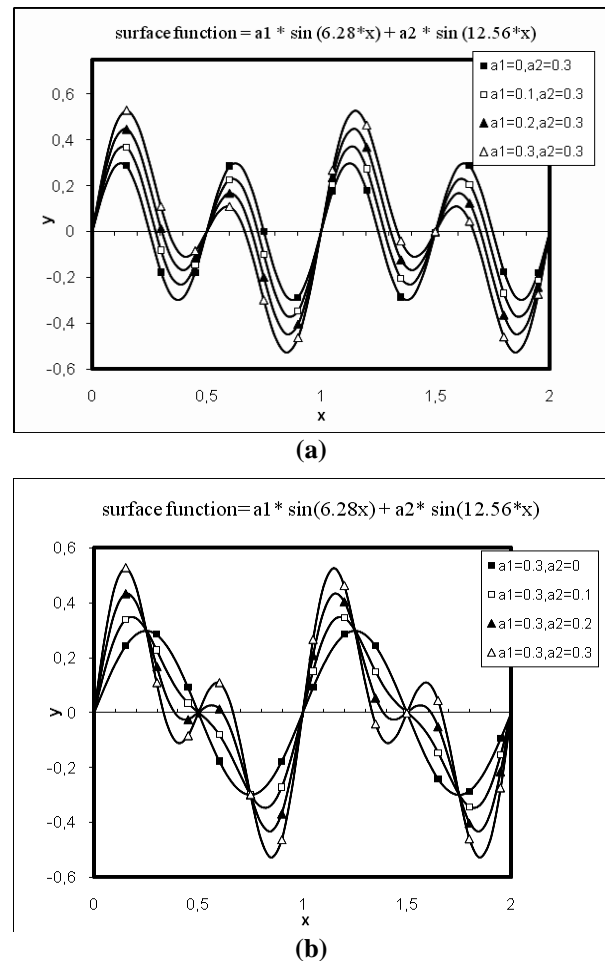 surface function = a1 * sin (6.28*x) + a2 * sin (12.56*x)
a1=0,a2=0.3
a1=0.1,a2=0.3
a1=0.2,a2=0.3
a1=0.3,a2=0.3
0,6
0,4
0,2
0
-0,2
-0,4
-0,6
y
0
0,5
1
1,5
2
x
(a)
surface function= a1* sin(6.28x) + a2* sin(12.56*x)
a1=0.3,a2=0
a1=0.3,a2=0.1
a1=0.3,a2=0.2
a1=0.3,a2=0.3
0,6
0,4
0,2
0
-0,2
-0,4
-0,6
y
0
0,5
1
1,5
2
x
(b)